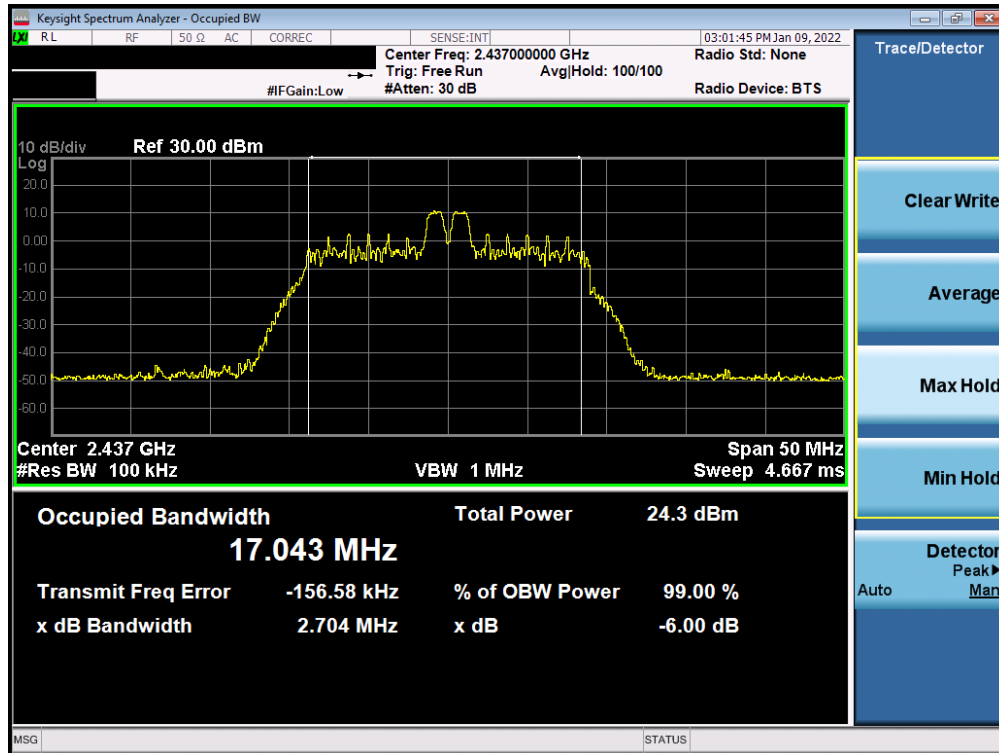 Keysight Spectrum Analyzer - Occupied BW
LXI RL RF 50 Ω AC CORREC SENSE:INT 03:01:45 PM Jan 09, 2022
Center Freq: 2.437000000 GHz Radio Std: None
Trig: Free Run Avg|Hold: 100/100
#IFGain:Low #Atten: 30 dB Radio Device: BTS
Trace/Detector
10 dB/div Ref 30.00 dBm
Log
20.0
10.0
0.00
-10.0
-20.0
-30.0
-40.0
-50.0
-60.0
Center 2.437 GHz Span 50 MHz
#Res BW 100 kHz VBW 1 MHz Sweep 4.667 ms
Occupied Bandwidth Total Power 24.3 dBm
17.043 MHz
Transmit Freq Error -156.58 kHz % of OBW Power 99.00 %
x dB Bandwidth 2.704 MHz x dB -6.00 dB
Clear Write
Average
Max Hold
Min Hold
Detector
Peak▶
Auto Man
MSG STATUS